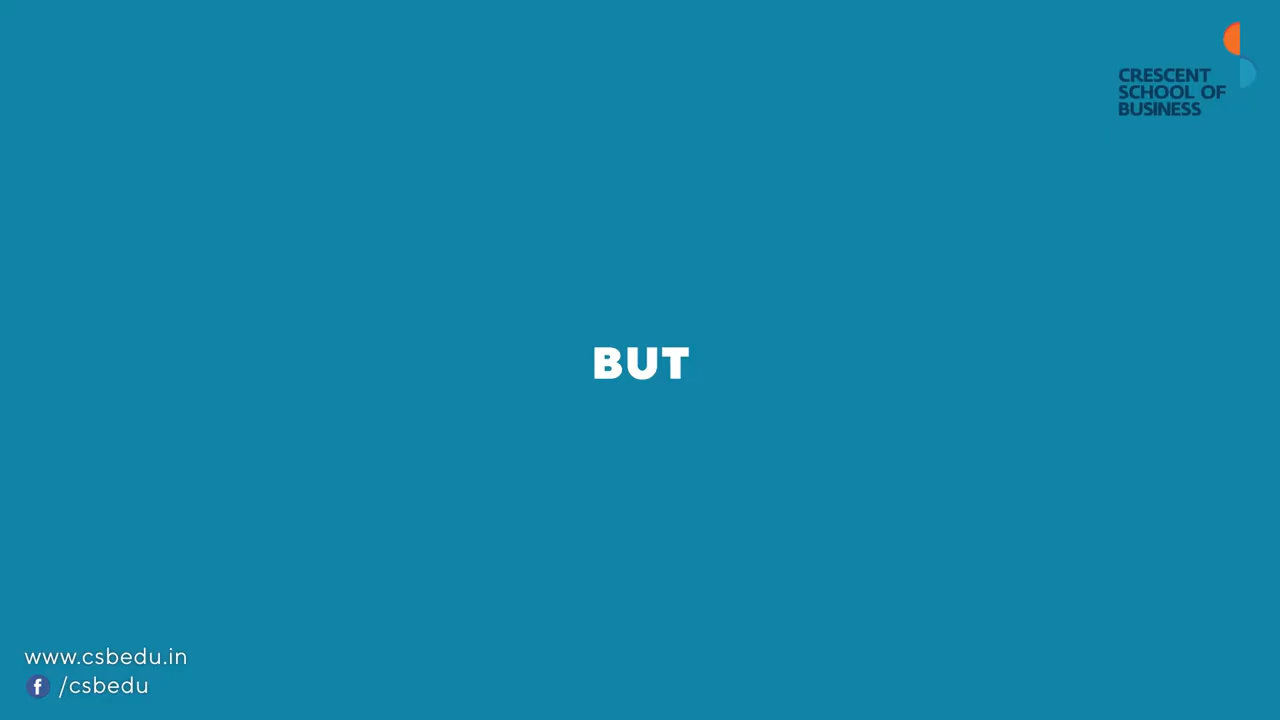 CRESCENT
SCHOOL OF
BUSINESS
BUT
www.csbedu.in
/csbedu